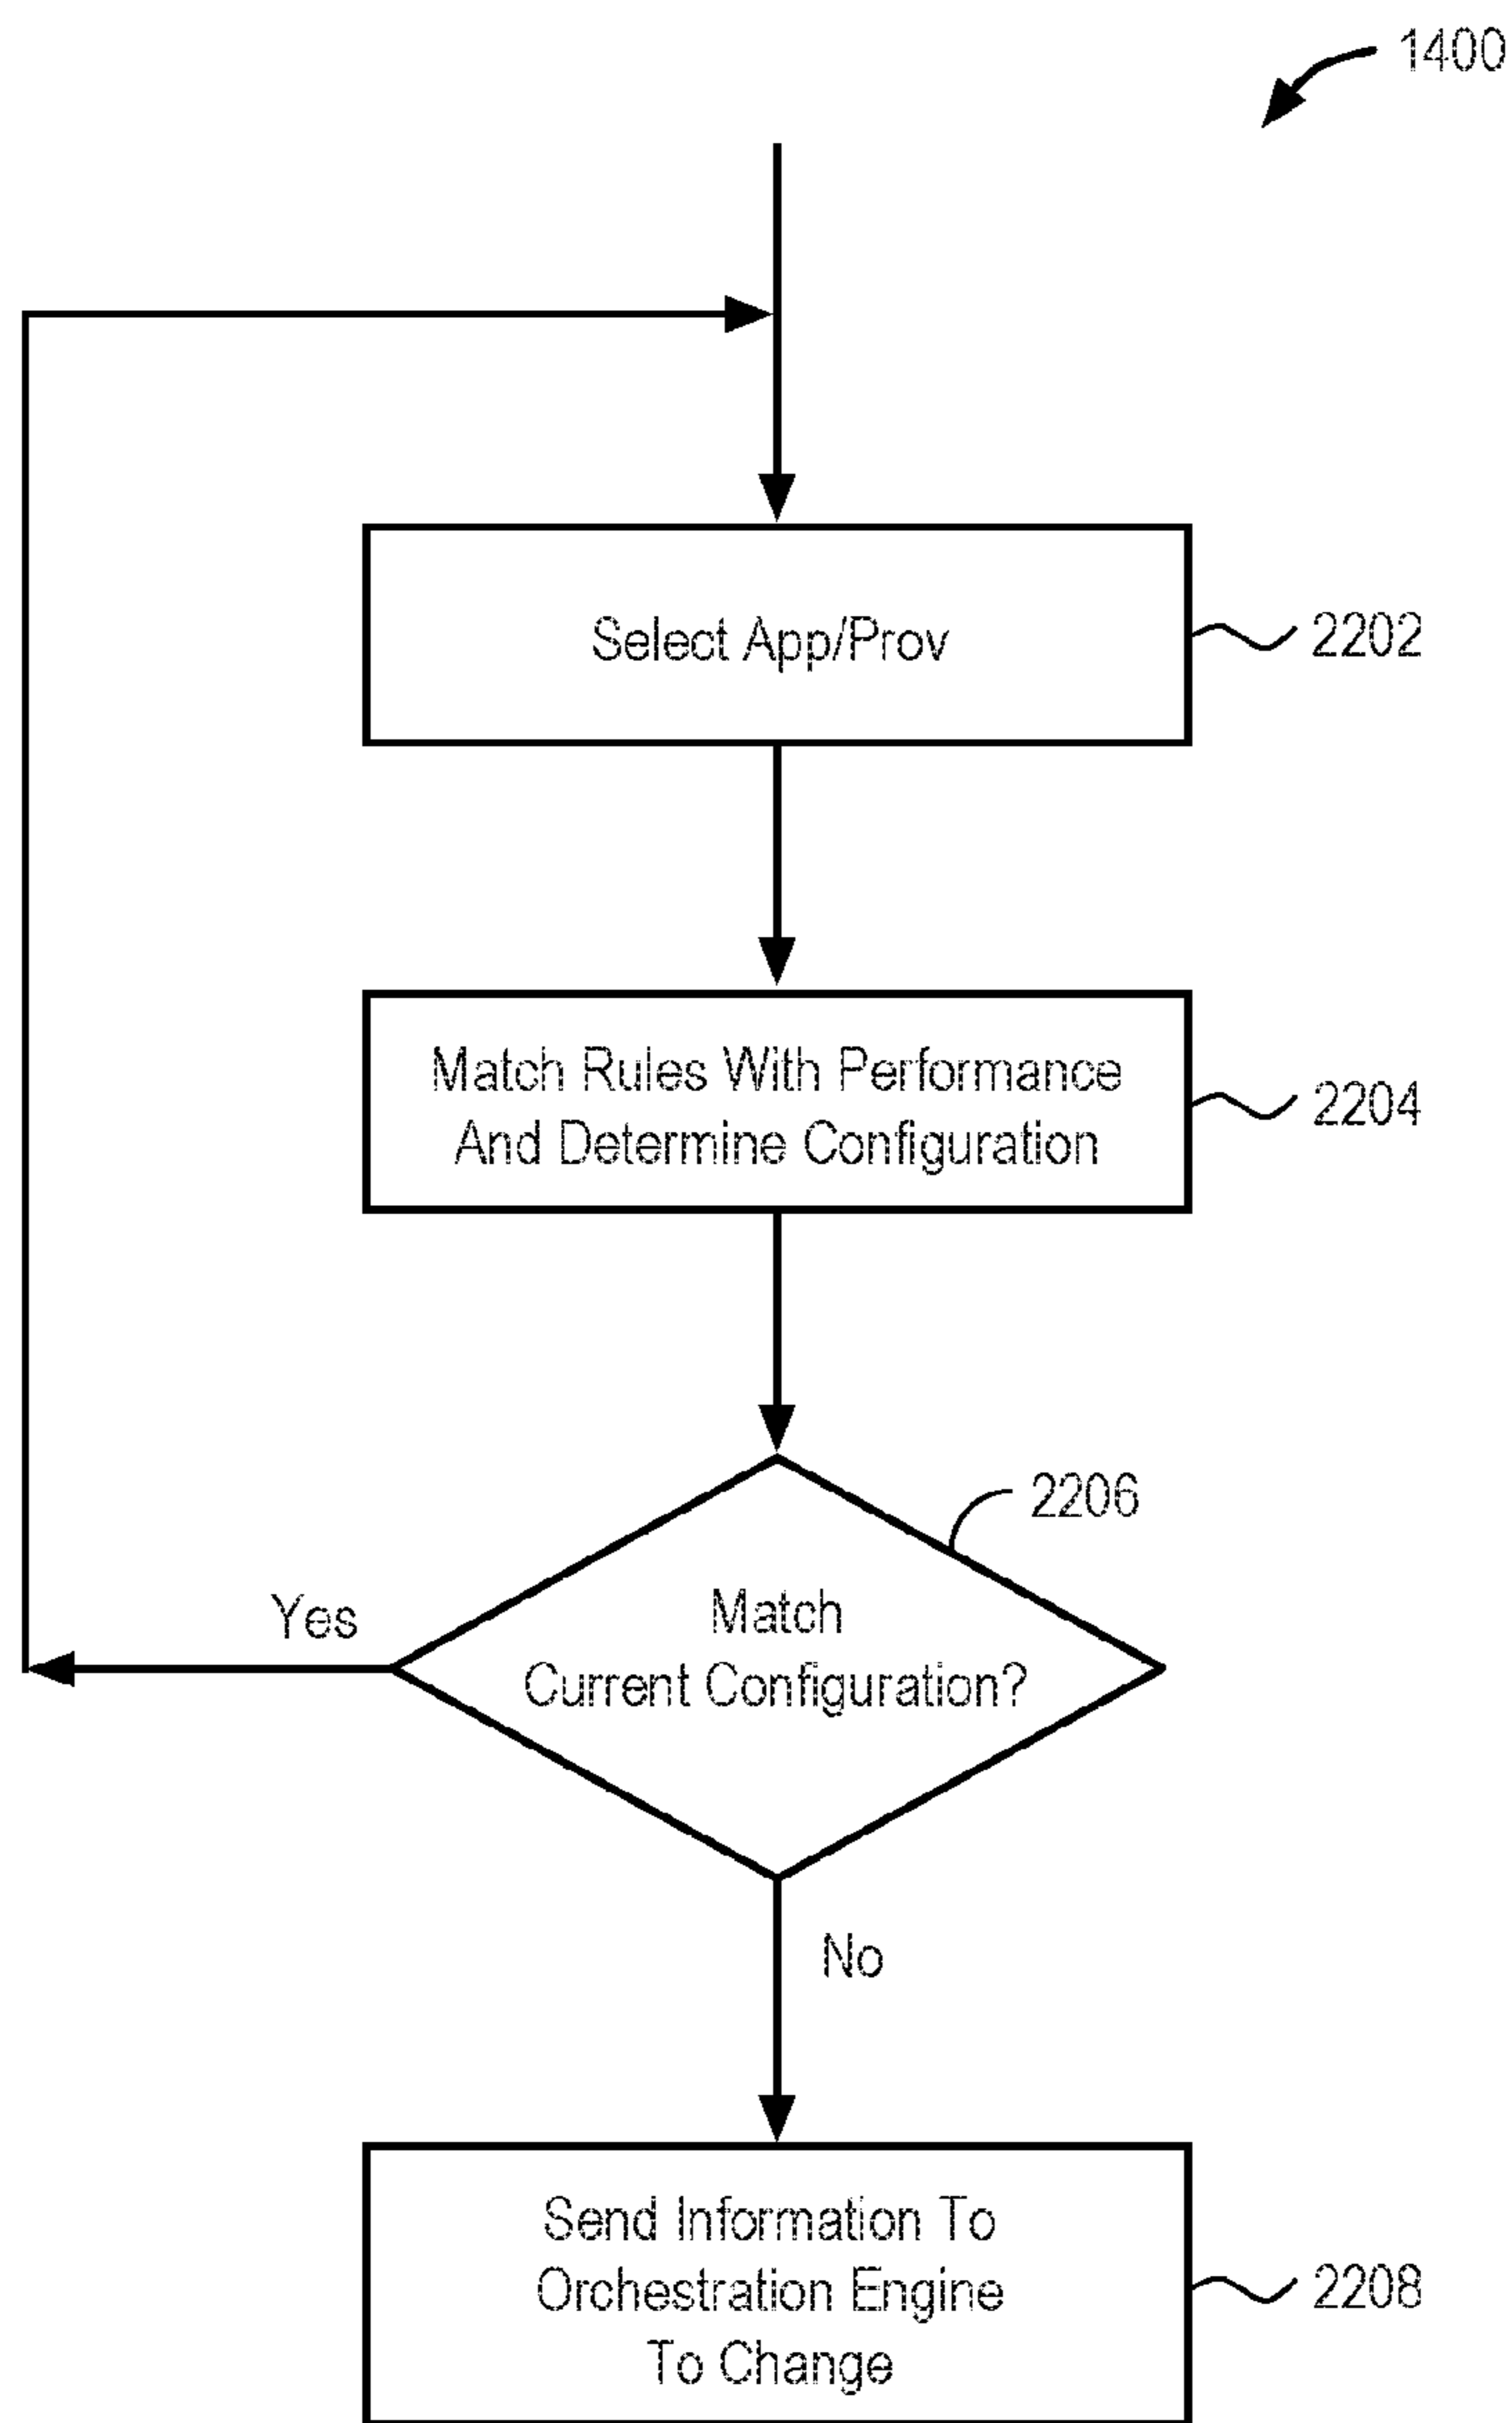 1400
Select App/Prov
2202
Match Rules With Performance
And Determine Configuration
2204
2206
Match
Current Configuration?
Yes
No
Send Information To
Orchestration Engine
To Change
2208